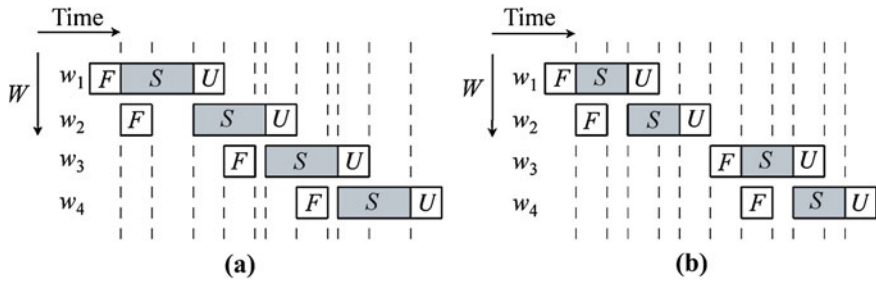 Time
W
w1 F S U
w2 F S U
w3 F S U
w4 F S U
(a)
Time
W
w1 F S U
w2 F S U
w3 F S U
w4 F S U
(b)